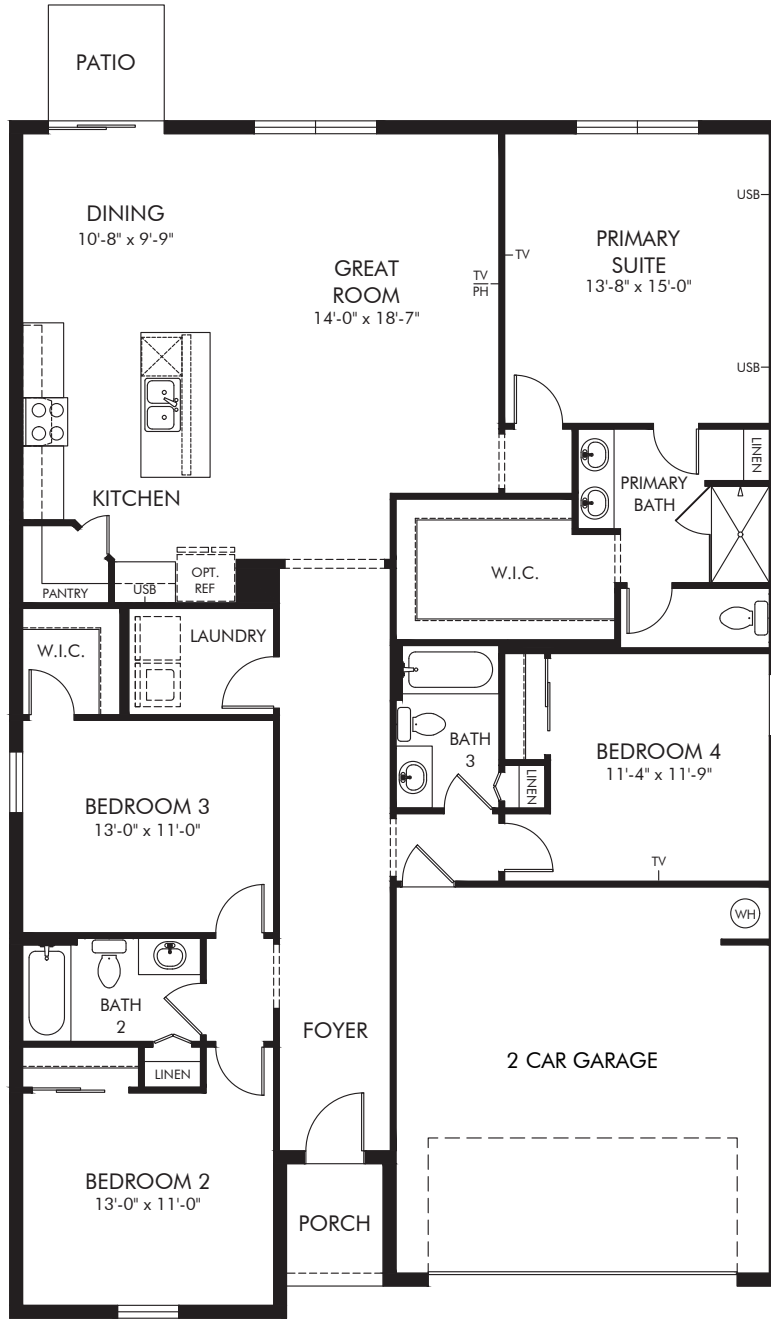 PATIO
DINING
10'-8" x 9'-9"
GREAT
ROOM
14'-0" x 18'-7"
TV
PH
TV
PRIMARY
SUITE
13'-8" x 15'-0"
USB
USB
KITCHEN
PRIMARY
BATH
LINEN
PANTRY
USB
OPT.
REF
W.I.C.
W.I.C.
LAUNDRY
BATH
3
LINEN
BEDROOM 4
11'-4" x 11'-9"
TV
BEDROOM 3
13'-0" x 11'-0"
WH
BATH
2
LINEN
FOYER
2 CAR GARAGE
BEDROOM 2
13'-0" x 11'-0"
PORCH